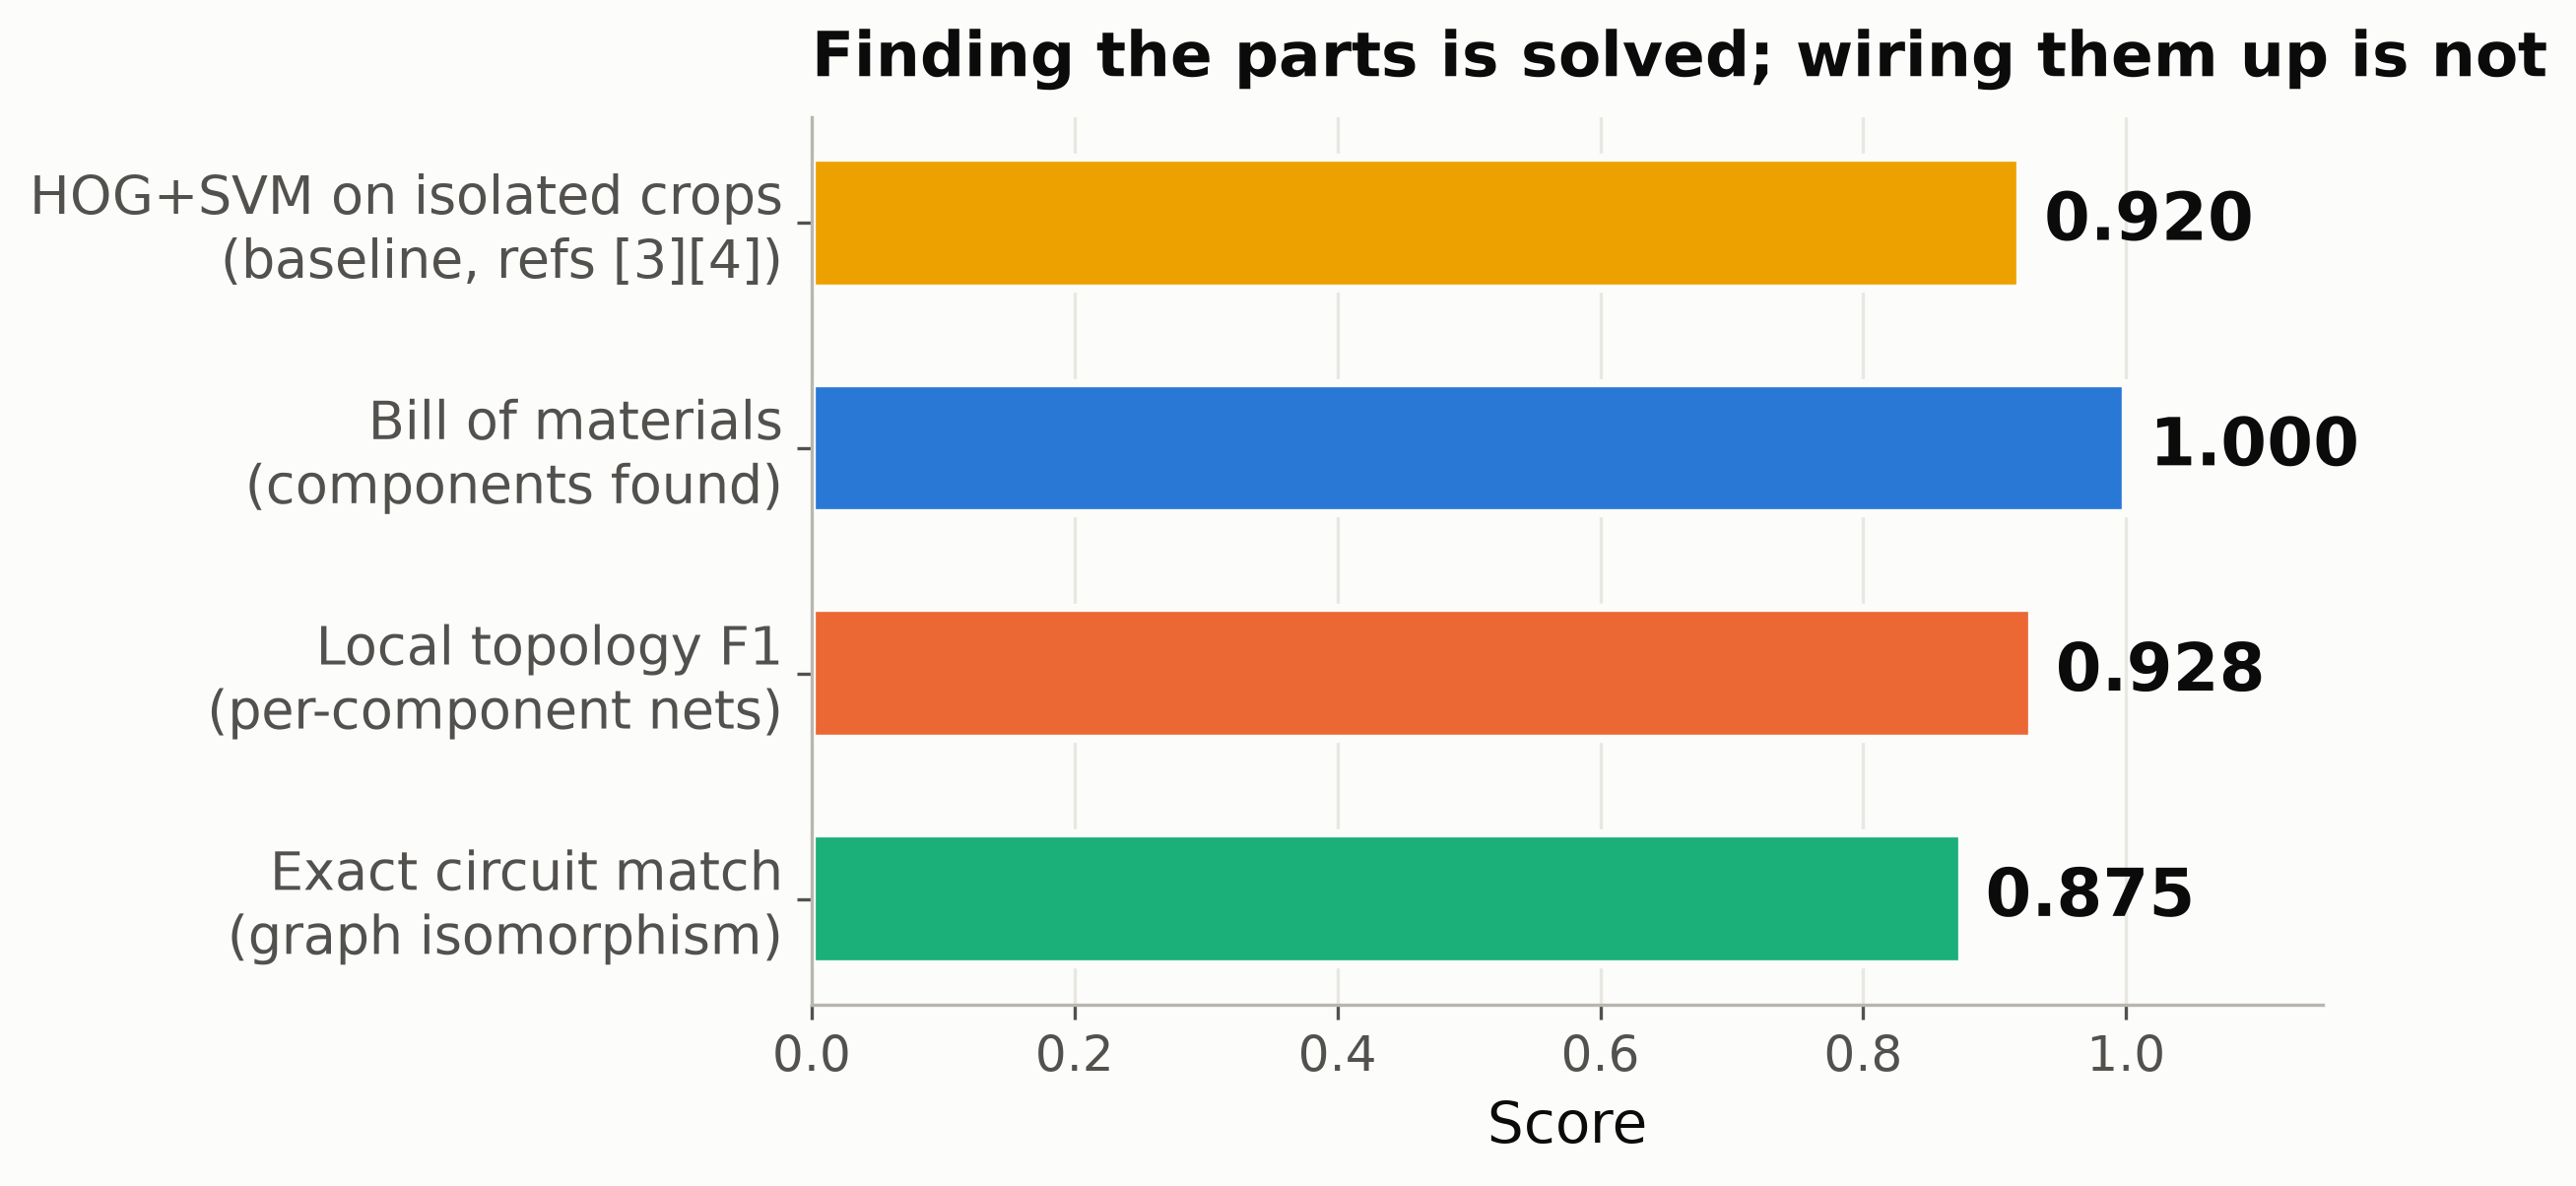 Finding the parts is solved; wiring them up is not
HOG+SVM on isolated crops
(baseline, refs [3][4])
0.920
Bill of materials
(components found)
1.000
Local topology F1
(per-component nets)
0.928
Exact circuit match
(graph isomorphism)
0.875
0.0 0.2 0.4 0.6 0.8 1.0
Score